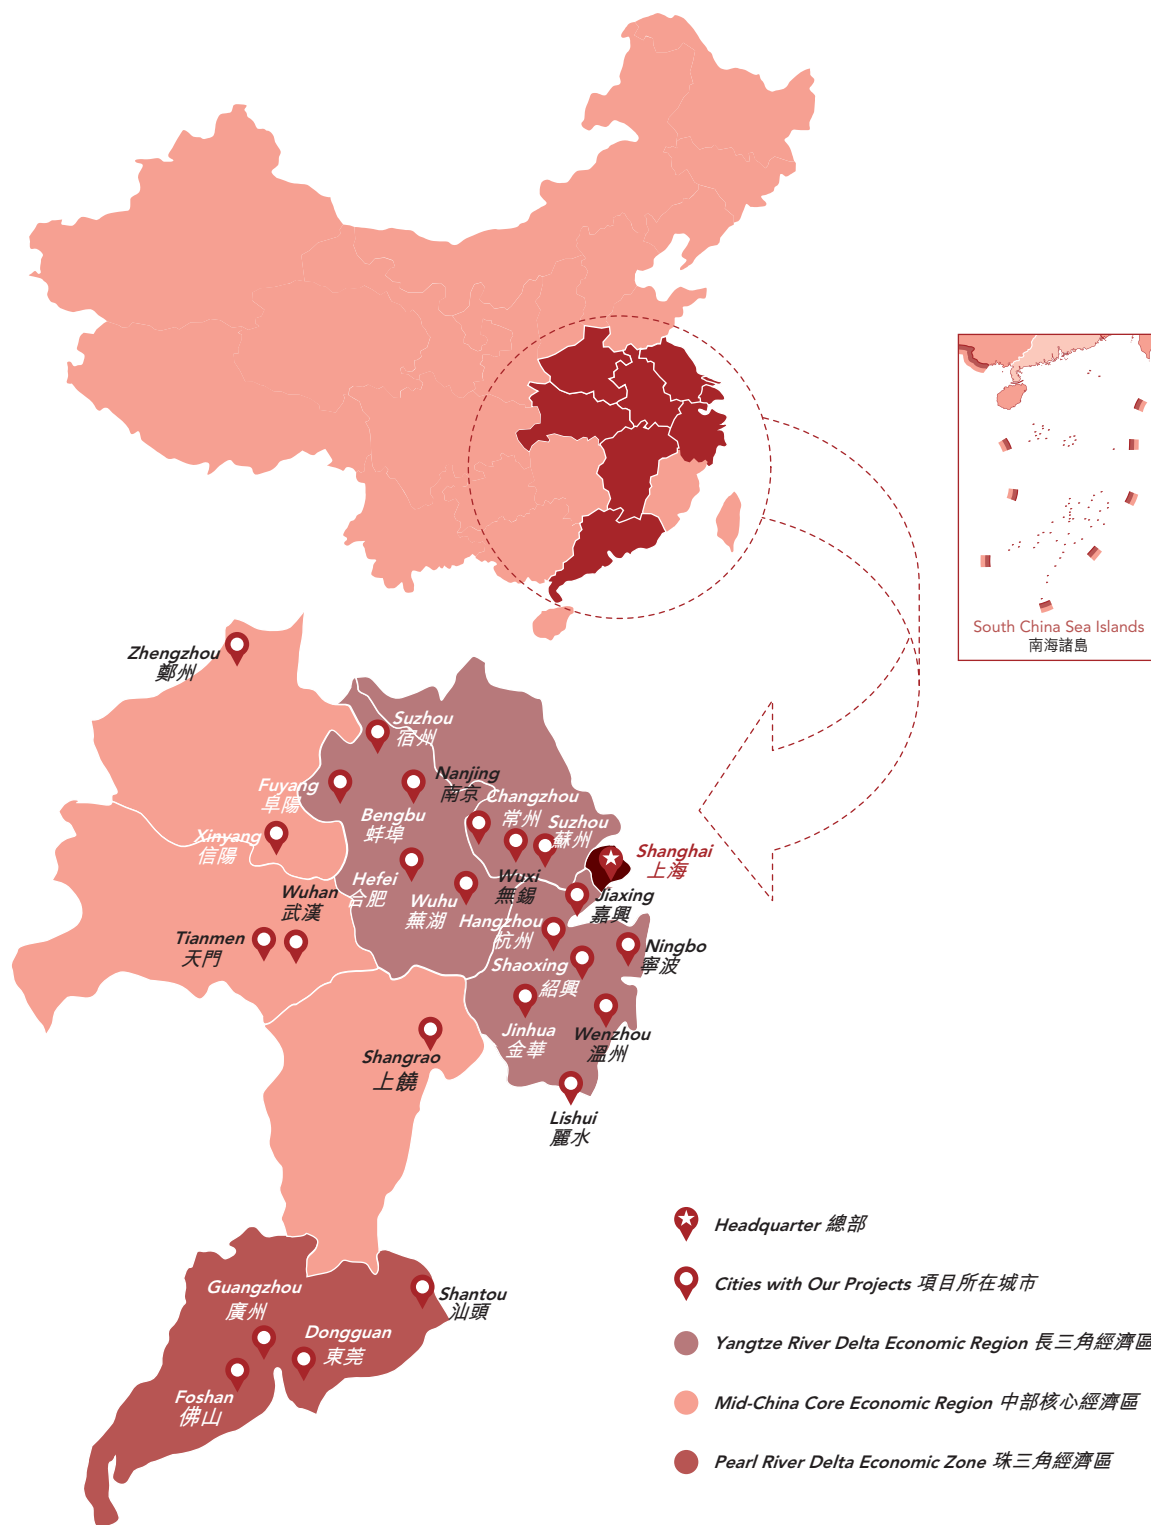 South China Sea Islands
南海諸島
Zhengzhou
鄭州
Suzhou
宿州
Nanjing
南京
Fuyang
阜陽
Changzhou
常州
Bengbu
蚌埠
Suzhou
蘇州
Xinyang
信陽
Shanghai
上海
Hefei
合肥
Wuxi
無錫
Wuhan
武漢
Wuhu
蕪湖
Jiaxing
嘉興
Hangzhou
杭州
Tianmen
天門
Ningbo
寧波
Shaoxing
紹興
Jinhua
金華
Wenzhou
溫州
Shangrao
上饒
Lishui
麗水
Headquarter 總部
Cities with Our Projects 項目所在城市
Guangzhou
廣州
Shantou
汕頭
Dongguan
東莞
Yangtze River Delta Economic Region 長三角經濟區
Foshan
佛山
Mid-China Core Economic Region 中部核心經濟區
Pearl River Delta Economic Zone 珠三角經濟區